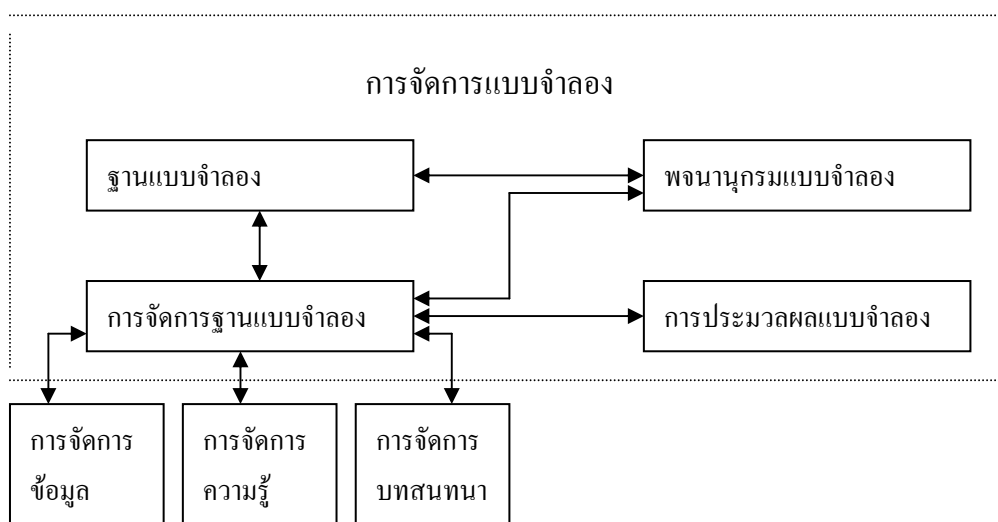 การจัดการแบบจำลอง
ฐานแบบจำลอง
พจนานุกรมแบบจำลอง
การจัดการฐานแบบจำลอง
การประมวลผลแบบจำลอง
การจัดการ
ข้อมูล
การจัดการ
ความรู้
การจัดการ
บทสนทนา